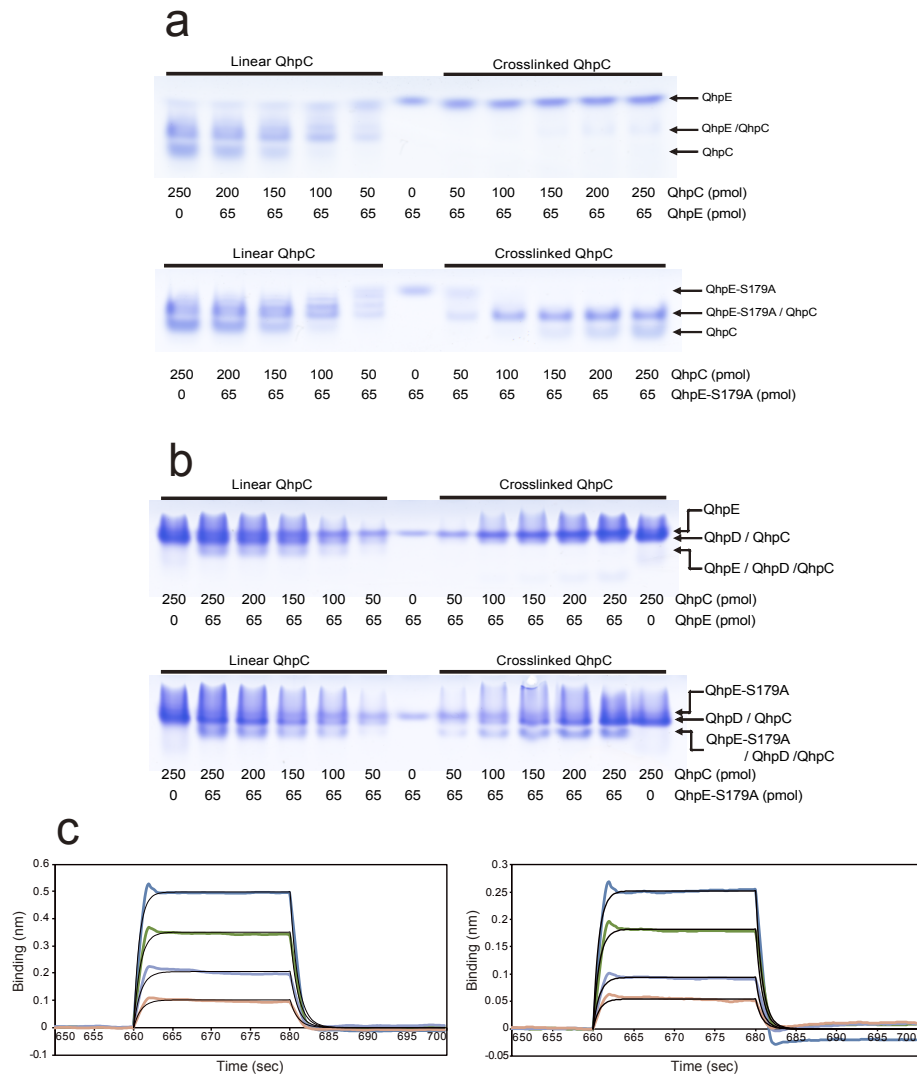 a
Linear QhpC Crosslinked QhpC
QhpE
QhpE /QhpC
QhpC
250 200 150 100 50 0 50 100 150 200 250 QhpC (pmol)
0 65 65 65 65 65 65 65 65 65 65 QhpE (pmol)
Linear QhpC Crosslinked QhpC
QhpE-S179A
QhpE-S179A / QhpC
QhpC
250 200 150 100 50 0 50 100 150 200 250 QhpC (pmol)
0 65 65 65 65 65 65 65 65 65 65 QhpE-S179A (pmol)
b
Linear QhpC Crosslinked QhpC
QhpE
QhpD / QhpC
QhpE / QhpD /QhpC
250 250 200 150 100 50 0 50 100 150 200 250 250 QhpC (pmol)
0 65 65 65 65 65 65 65 65 65 65 65 0 QhpE (pmol)
Linear QhpC Crosslinked QhpC
QhpE-S179A
QhpD / QhpC
QhpE-S179A
/ QhpD /QhpC
250 250 200 150 100 50 0 50 100 150 200 250 250 QhpC (pmol)
0 65 65 65 65 65 65 65 65 65 65 65 0 QhpE-S179A (pmol)
c
Binding (nm)
0.6
0.5
0.4
0.3
0.2
0.1
0
-0.1
650 655 660 665 670 675 680 685 690 695 700
Time (sec)
Binding (nm)
0.3
0.25
0.2
0.15
0.1
0.05
0
-0.05
650 655 660 665 670 675 680 685 690 695 700
Time (sec)